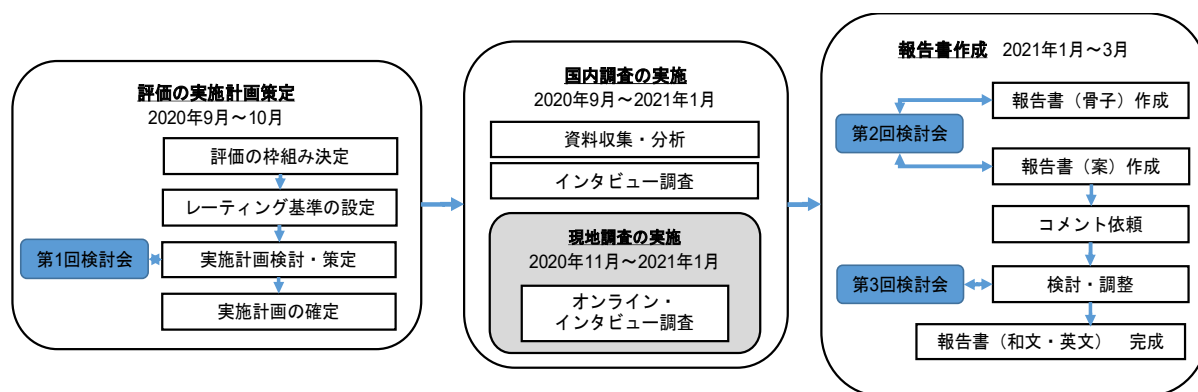 評価の実施計画策定
2020年9月～10月
評価の枠組み決定
レーティング基準の設定
第1回検討会
実施計画検討・策定
実施計画の確定
国内調査の実施
2020年9月～2021年1月
資料収集・分析
インタビュー調査
現地調査の実施
2020年11月～2021年1月
オンライン・
インタビュー調査
報告書作成 2021年1月～3月
報告書（骨子）作成
第2回検討会
報告書（案）作成
コメント依頼
第3回検討会
検討・調整
報告書（和文・英文） 完成